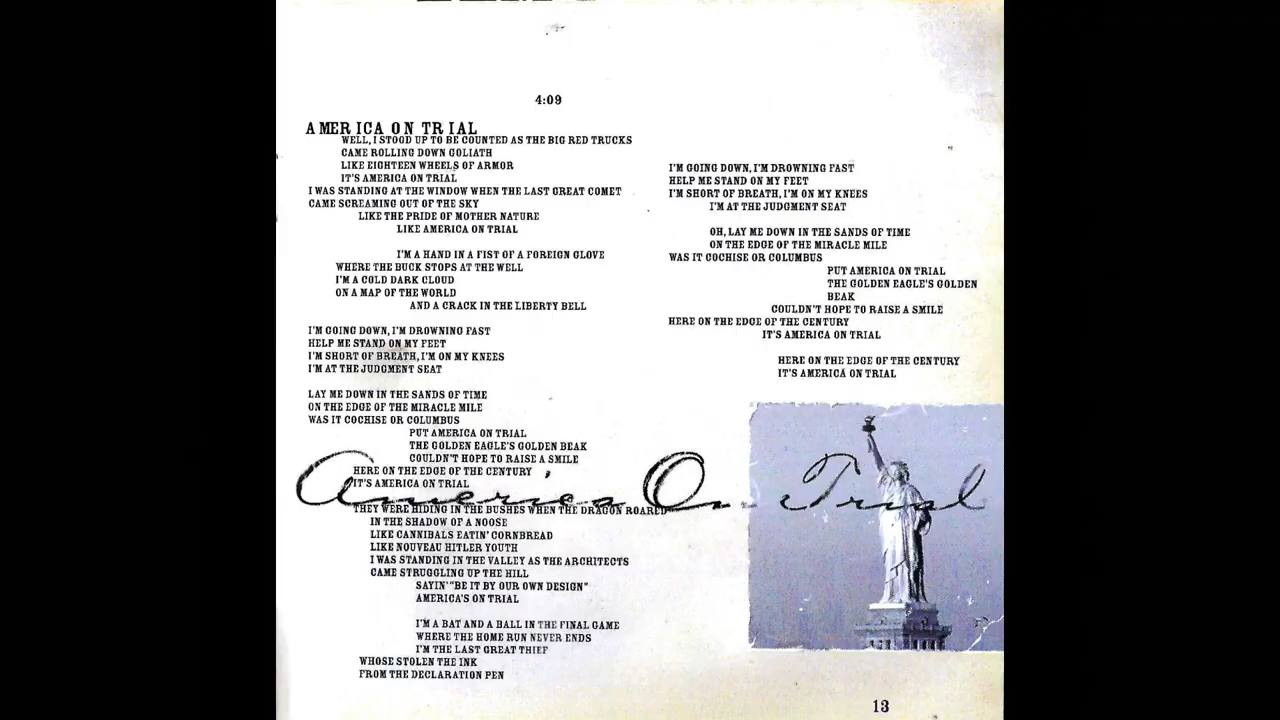 4:09
AMERICA ON TRIAL
WELL, I STOOD UP TO BE COUNTED AS THE BIG RED TRUCKS
CAME ROLLING DOWN GOLIATH
LIKE EIGHTEEN WHEELS OF ARMOR
IT'S AMERICA ON TRIAL
I WAS STANDING AT THE WINDOW WHEN THE LAST GREAT COMET
CAME SCREAMING OUT OF THE SKY
LIKE THE PRIDE OF MOTHER NATURE
LIKE AMERICA ON TRIAL
I'M A HAND IN A FIST OF A FOREIGN GLOVE
WHERE THE BUCK STOPS AT THE WELL
I'M A COLD DARK CLOUD
ON A MAP OF THE WORLD
AND A CRACK IN THE LIBERTY BELL
I'M GOING DOWN, I'M DROWNING FAST
HELP ME STAND ON MY FEET
I'M SHORT OF BREATH, I'M ON MY KNEES
I'M AT THE JUDGMENT SEAT
LAY ME DOWN IN THE SANDS OF TIME
ON THE EDGE OF THE MIRACLE MILE
WAS IT COCHISE OR COLUMBUS
PUT AMERICA ON TRIAL
THE GOLDEN EAGLE'S GOLDEN BEAK
COULDN'T HOPE TO RAISE A SMILE
HERE ON THE EDGE OF THE CENTURY
IT'S AMERICA ON TRIAL
America On Trial
THEY WERE HIDING IN THE BUSHES WHEN THE DRAGON ROARED
IN THE SHADOW OF A NOOSE
LIKE CANNIBALS EATIN' CORNBREAD
LIKE NOUVEAU HITLER YOUTH
I WAS STANDING IN THE VALLEY AS THE ARCHITECTS
CAME STRUGGLING UP THE HILL
SAYIN' "BE IT BY OUR OWN DESIGN"
AMERICA'S ON TRIAL
I'M A BAT AND A BALL IN THE FINAL GAME
WHERE THE HOME RUN NEVER ENDS
I'M THE LAST GREAT THIEF
WHOSE STOLEN THE INK
FROM THE DECLARATION PEN
I'M GOING DOWN, I'M DROWNING FAST
HELP ME STAND ON MY FEET
I'M SHORT OF BREATH, I'M ON MY KNEES
I'M AT THE JUDGMENT SEAT
OH, LAY ME DOWN IN THE SANDS OF TIME
ON THE EDGE OF THE MIRACLE MILE
WAS IT COCHISE OR COLUMBUS
PUT AMERICA ON TRIAL
THE GOLDEN EAGLE'S GOLDEN
BEAK
COULDN'T HOPE TO RAISE A SMILE
HERE ON THE EDGE OF THE CENTURY
IT'S AMERICA ON TRIAL
HERE ON THE EDGE OF THE CENTURY
IT'S AMERICA ON TRIAL
13